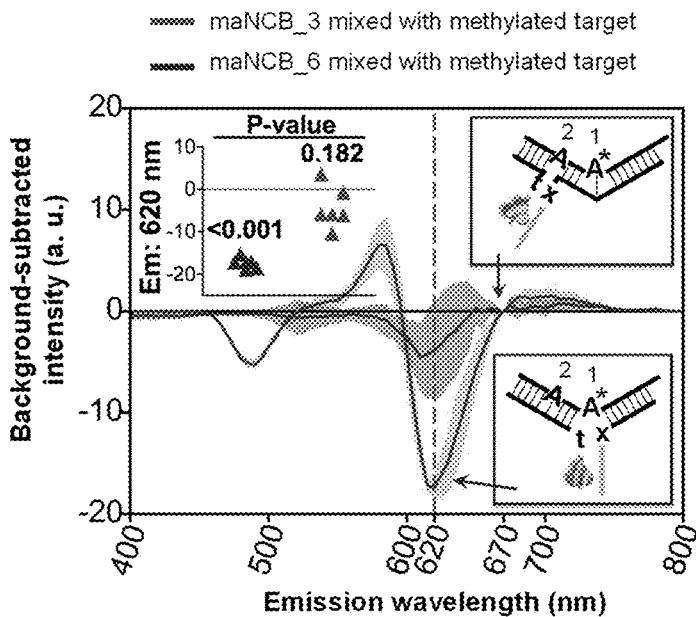 maNCB_3 mixed with methylated target
maNCB_6 mixed with methylated target
Background-subtracted
intensity (a. u.)
20
10
0
-10
-20
Em: 620 nm
P-value
10
0
-10
-20
<0.001
0.182
2 1
A A*
t x
2 1
A A*
t x
400
500
600
620
670
700
800
Emission wavelength (nm)